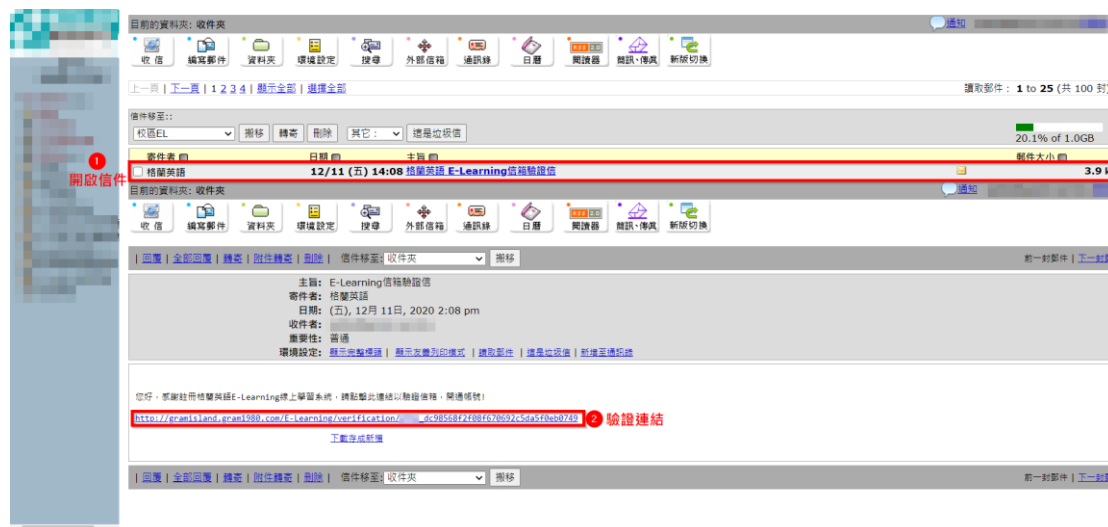 目前的資料夾: 收件夾
通知
收 信 編寫郵件 資料夾 環境設定 搜尋 外部信箱 通訊錄 日曆 閱讀器 簡訊、傳真 新版切換
上一頁 | 下一頁 | 1 2 3 4 | 顯示全部 | 選擇全部
讀取郵件: 1 to 25 (共 100 封)
信件移至::
校區EL 搬移 轉寄 刪除 其它: 這是垃圾信
20.1% of 1.0GB
寄件者 日期 主旨 郵件大小
1
開啟信件
格蘭英語 12/11 (五) 14:08 格蘭英語 E-Learning信箱驗證信 3.9 k
目前的資料夾: 收件夾
通知
收 信 編寫郵件 資料夾 環境設定 搜尋 外部信箱 通訊錄 日曆 閱讀器 簡訊、傳真 新版切換
| 回覆 | 全部回覆 | 轉寄 | 附件轉寄 | 刪除 | 信件移至: 收件夾 搬移 前一封郵件 | 下一封
主旨: E-Learning信箱驗證信
寄件者: 格蘭英語
日期: (五), 12月 11日, 2020 2:08 pm
收件者:
重要性: 普通
環境設定: 顯示完整標頭 | 顯示友善列印模式 | 讀取郵件 | 這是垃圾信 | 新增至通訊錄
您好，感謝註冊格蘭英語E-Learning線上學習系統，請點擊此連結以驗證信箱，開通帳號!
http://gramisland.gram1980.com/E-Learning/verification/ _dc98568f2f08f670692c5da5f0eb0749
2 驗證連結
下載存成新檔
| 回覆 | 全部回覆 | 轉寄 | 附件轉寄 | 刪除 | 信件移至: 收件夾 搬移 前一封郵件 | 下一封